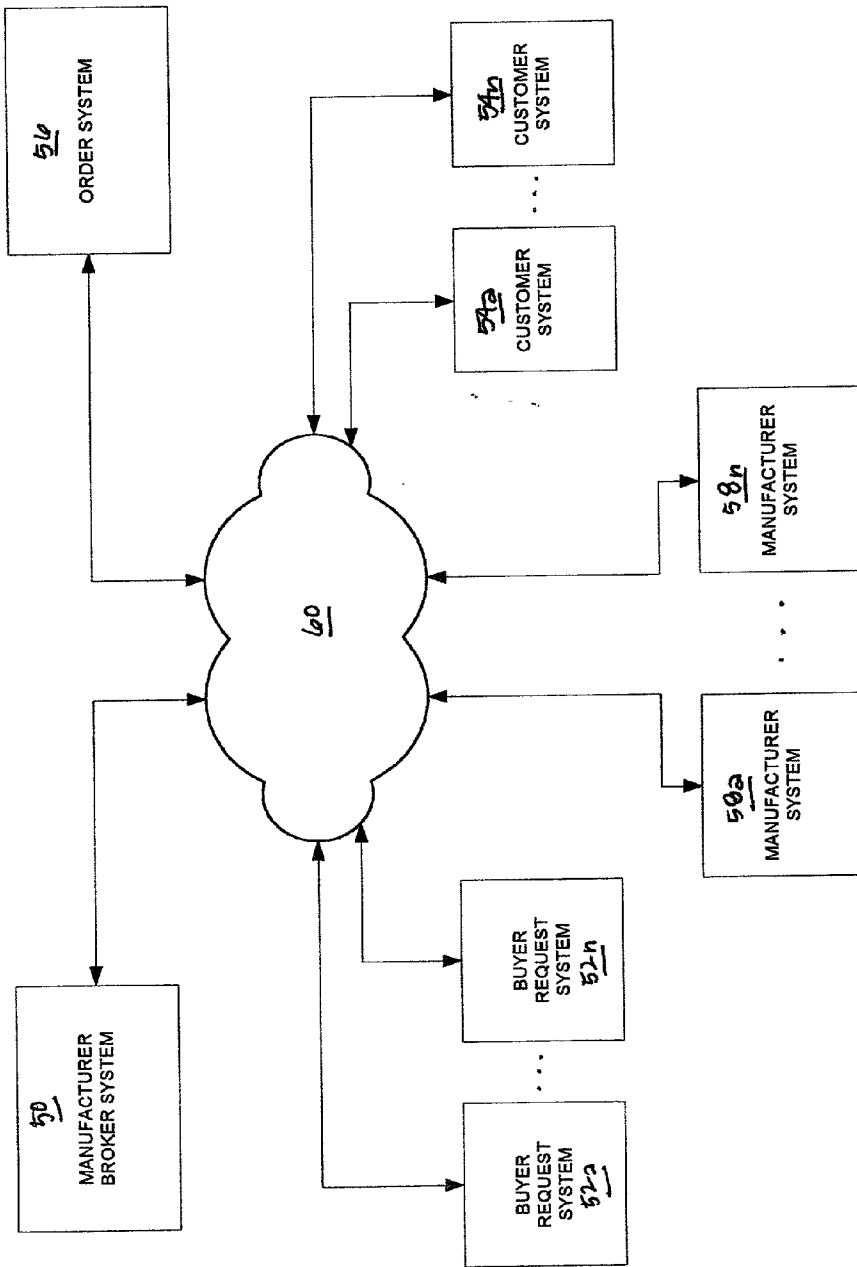 50
MANUFACTURER
BROKER SYSTEM
56
ORDER SYSTEM
60
BUYER
REQUEST
SYSTEM
52a
...
BUYER
REQUEST
SYSTEM
52n
54a
CUSTOMER
SYSTEM
...
54n
CUSTOMER
SYSTEM
58a
MANUFACTURER
SYSTEM
...
58n
MANUFACTURER
SYSTEM